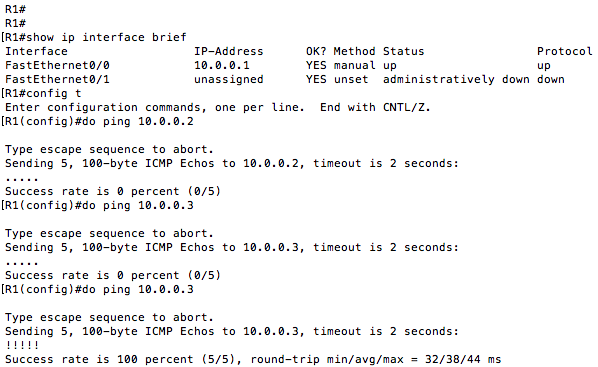 R1#
R1#
[R1#show ip interface brief
Interface                  IP-Address      OK? Method Status                Protocol
FastEthernet0/0            10.0.0.1        YES manual up                    up
FastEthernet0/1            unassigned      YES unset  administratively down down
[R1#config t
Enter configuration commands, one per line.  End with CNTL/Z.
[R1(config)#do ping 10.0.0.2
Type escape sequence to abort.
Sending 5, 100-byte ICMP Echos to 10.0.0.2, timeout is 2 seconds:
.....
Success rate is 0 percent (0/5)
[R1(config)#do ping 10.0.0.3
Type escape sequence to abort.
Sending 5, 100-byte ICMP Echos to 10.0.0.3, timeout is 2 seconds:
.....
Success rate is 0 percent (0/5)
[R1(config)#do ping 10.0.0.3
Type escape sequence to abort.
Sending 5, 100-byte ICMP Echos to 10.0.0.3, timeout is 2 seconds:
!!!!!
Success rate is 100 percent (5/5), round-trip min/avg/max = 32/38/44 ms